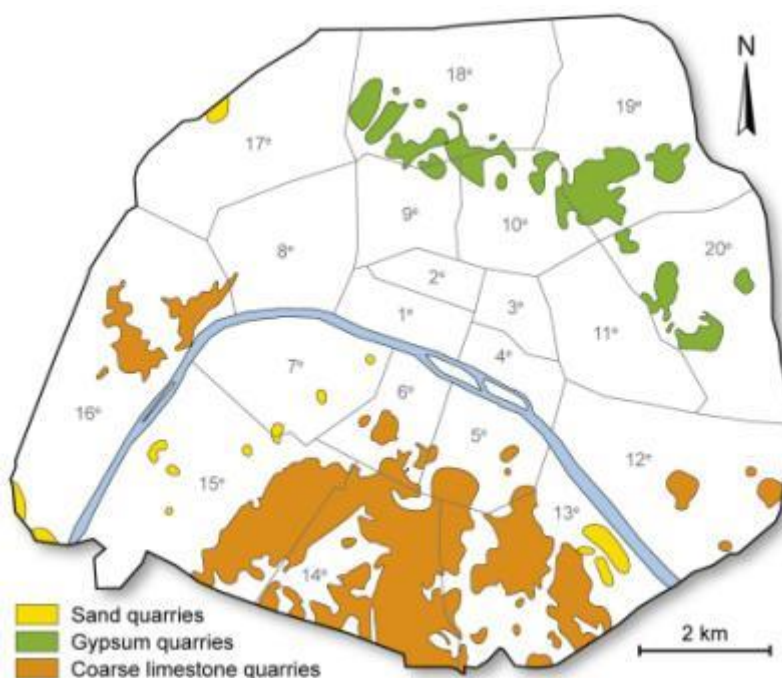 N
18ᵉ
19ᵉ
17ᵉ
9ᵉ
10ᵉ
8ᵉ
20ᵉ
2ᵉ
3ᵉ
1ᵉ
11ᵉ
4ᵉ
7ᵉ
6ᵉ
16ᵉ
5ᵉ
12ᵉ
15ᵉ
13ᵉ
14ᵉ
Sand quarries
Gypsum quarries
Coarse limestone quarries
2 km